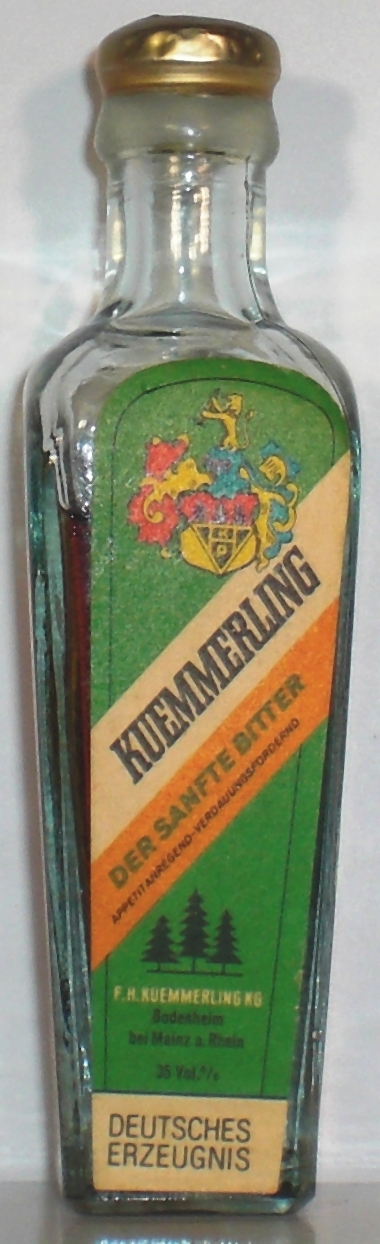 KUEMMERLING
DER SANFTE BITTER
APPETITANREGEND-VERDAUUNGSFÖRDERND
F.H.KUEMMERLING KG
Bodenheim
bei Mainz a. Rhein
35 Vol.%
DEUTSCHES
ERZEUGNIS